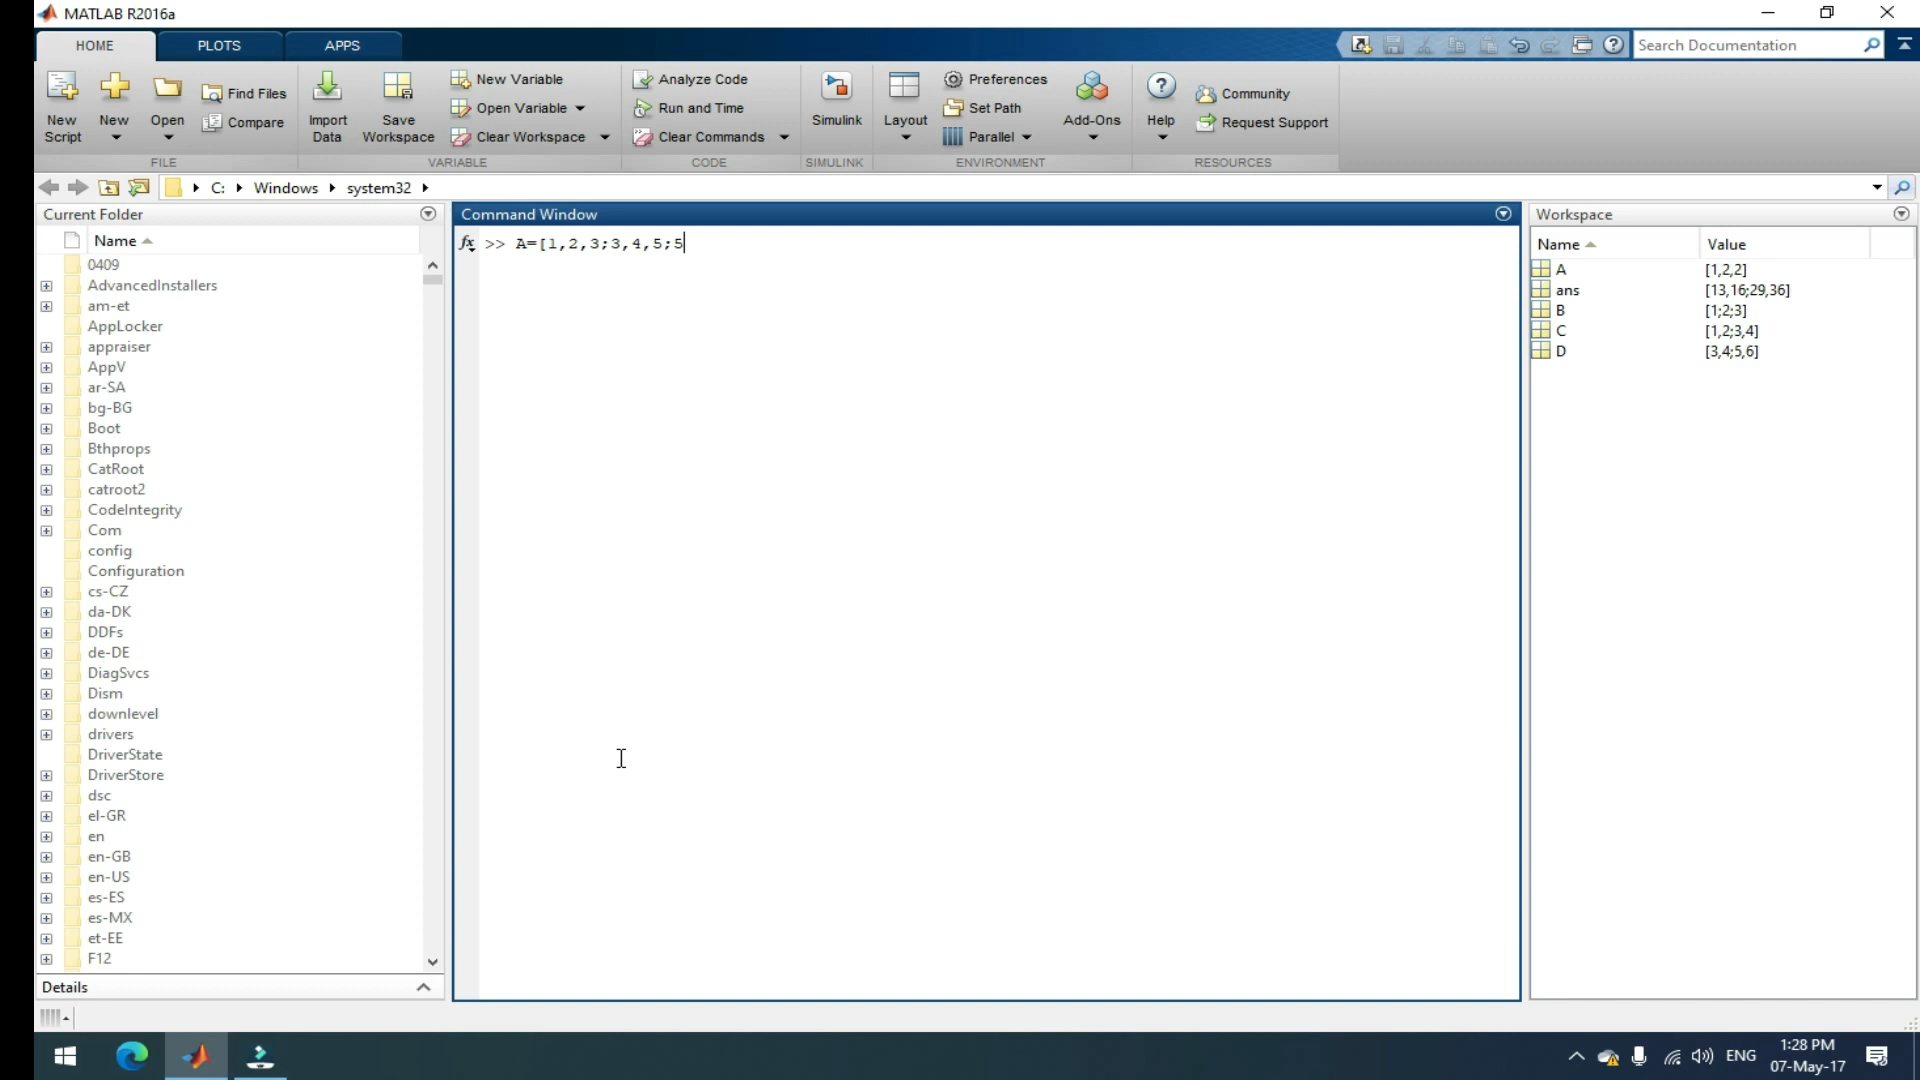 MATLAB R2016a
HOME
PLOTS
APPS
Search Documentation
New Script
New
Open
Find Files
Compare
FILE
Import Data
Save Workspace
New Variable
Open Variable
Clear Workspace
VARIABLE
Analyze Code
Run and Time
Clear Commands
CODE
Simulink
SIMULINK
Layout
Preferences
Set Path
Parallel
ENVIRONMENT
Add-Ons
Help
Community
Request Support
RESOURCES
C:
Windows
system32
Current Folder
Name
0409
AdvancedInstallers
am-et
AppLocker
appraiser
AppV
ar-SA
bg-BG
Boot
Bthprops
CatRoot
catroot2
CodeIntegrity
Com
config
Configuration
cs-CZ
da-DK
DDFs
de-DE
DiagSvcs
Dism
downlevel
drivers
DriverState
DriverStore
dsc
el-GR
en
en-GB
en-US
es-ES
es-MX
et-EE
F12
Details
Command Window
fx >> A=[1,2,3;3,4,5;5
Workspace
Name Value
A [1,2,2]
ans [13,16;29,36]
B [1;2;3]
C [1,2;3,4]
D [3,4;5,6]
ENG
1:28 PM
07-May-17